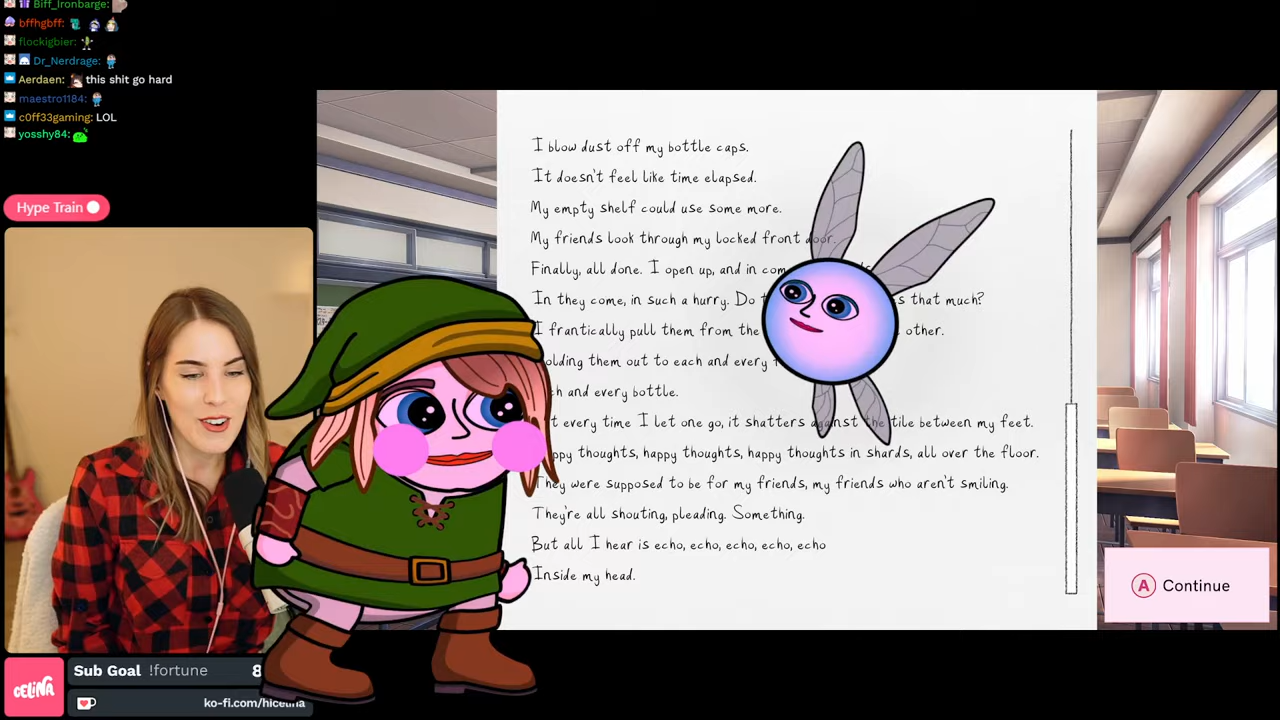 Biff_Ironbarge:
bffhgbff:
flockigbier:
Dr_Nerdrage:
Aerdaen: this shit go hard
maestro1184:
c0ff33gaming: LOL
yosshy84:
Hype Train
I blow dust off my bottle caps.
It doesn't feel like time elapsed.
My empty shelf could use some more.
My friends look through my locked front door.
Finally, all done. I open up, and in com
In they come, in such a hurry. Do that much?
I frantically pull them from the other.
olding them out to each and every
ch and every bottle.
t every time I let one go, it shatters against the tile between my feet.
ppy thoughts, happy thoughts, happy thoughts in shards, all over the floor.
They were supposed to be for my friends, my friends who aren't smiling.
They're all shouting, pleading. Something.
But all I hear is echo, echo, echo, echo, echo
Inside my head.
A Continue
CELINA
Sub Goal !fortune 8
ko-fi.com/hicelina